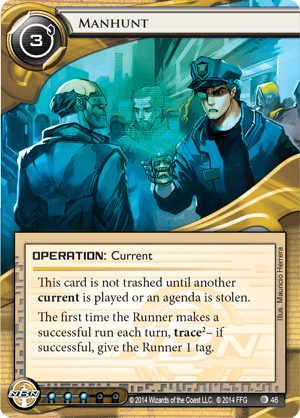 3
MANHUNT
OPERATION: Current
This card is not trashed until another
current is played or an agenda is stolen.
The first time the Runner makes a
successful run each turn, trace²– if
successful, give the Runner 1 tag.
Illus. Mauricio Herrera
NBN
© 2014 Wizards of the Coast LLC. © 2014 FFG
46